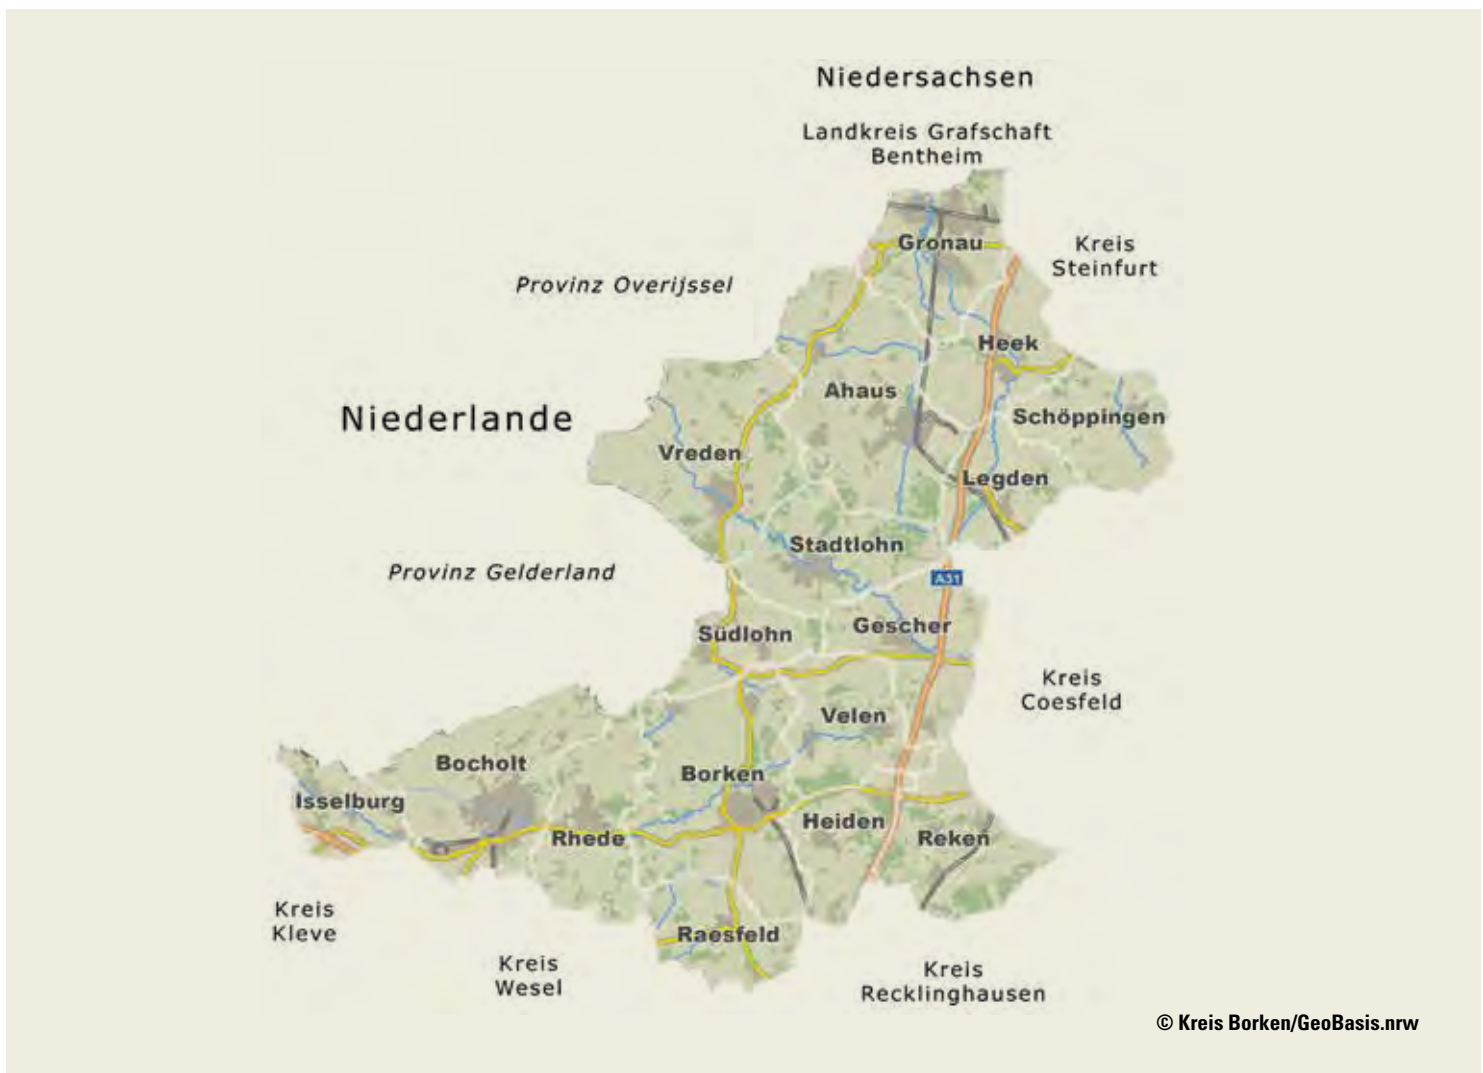 Niedersachsen
Landkreis Grafschaft
Bentheim
Gronau
Kreis
Steinfurt
Provinz Overijssel
Heek
Ahaus
Niederlande
Schöppingen
Vreden
Legden
Stadtlohn
Provinz Gelderland
A31
Gescher
Südlohn
Kreis
Coesfeld
Velen
Bocholt
Borken
Isselburg
Heiden
Rhede
Reken
Kreis
Kleve
Raesfeld
Kreis
Wesel
Kreis
Recklinghausen
© Kreis Borken/GeoBasis.nrw